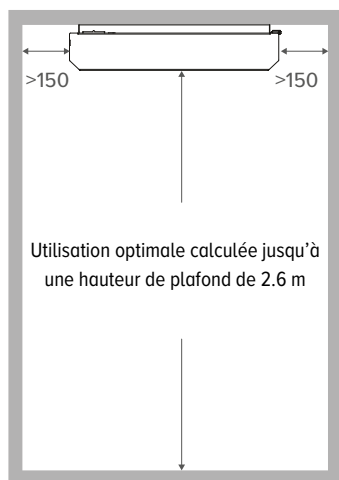 >150
>150
Utilisation optimale calculée jusqu'à
une hauteur de plafond de 2.6 m